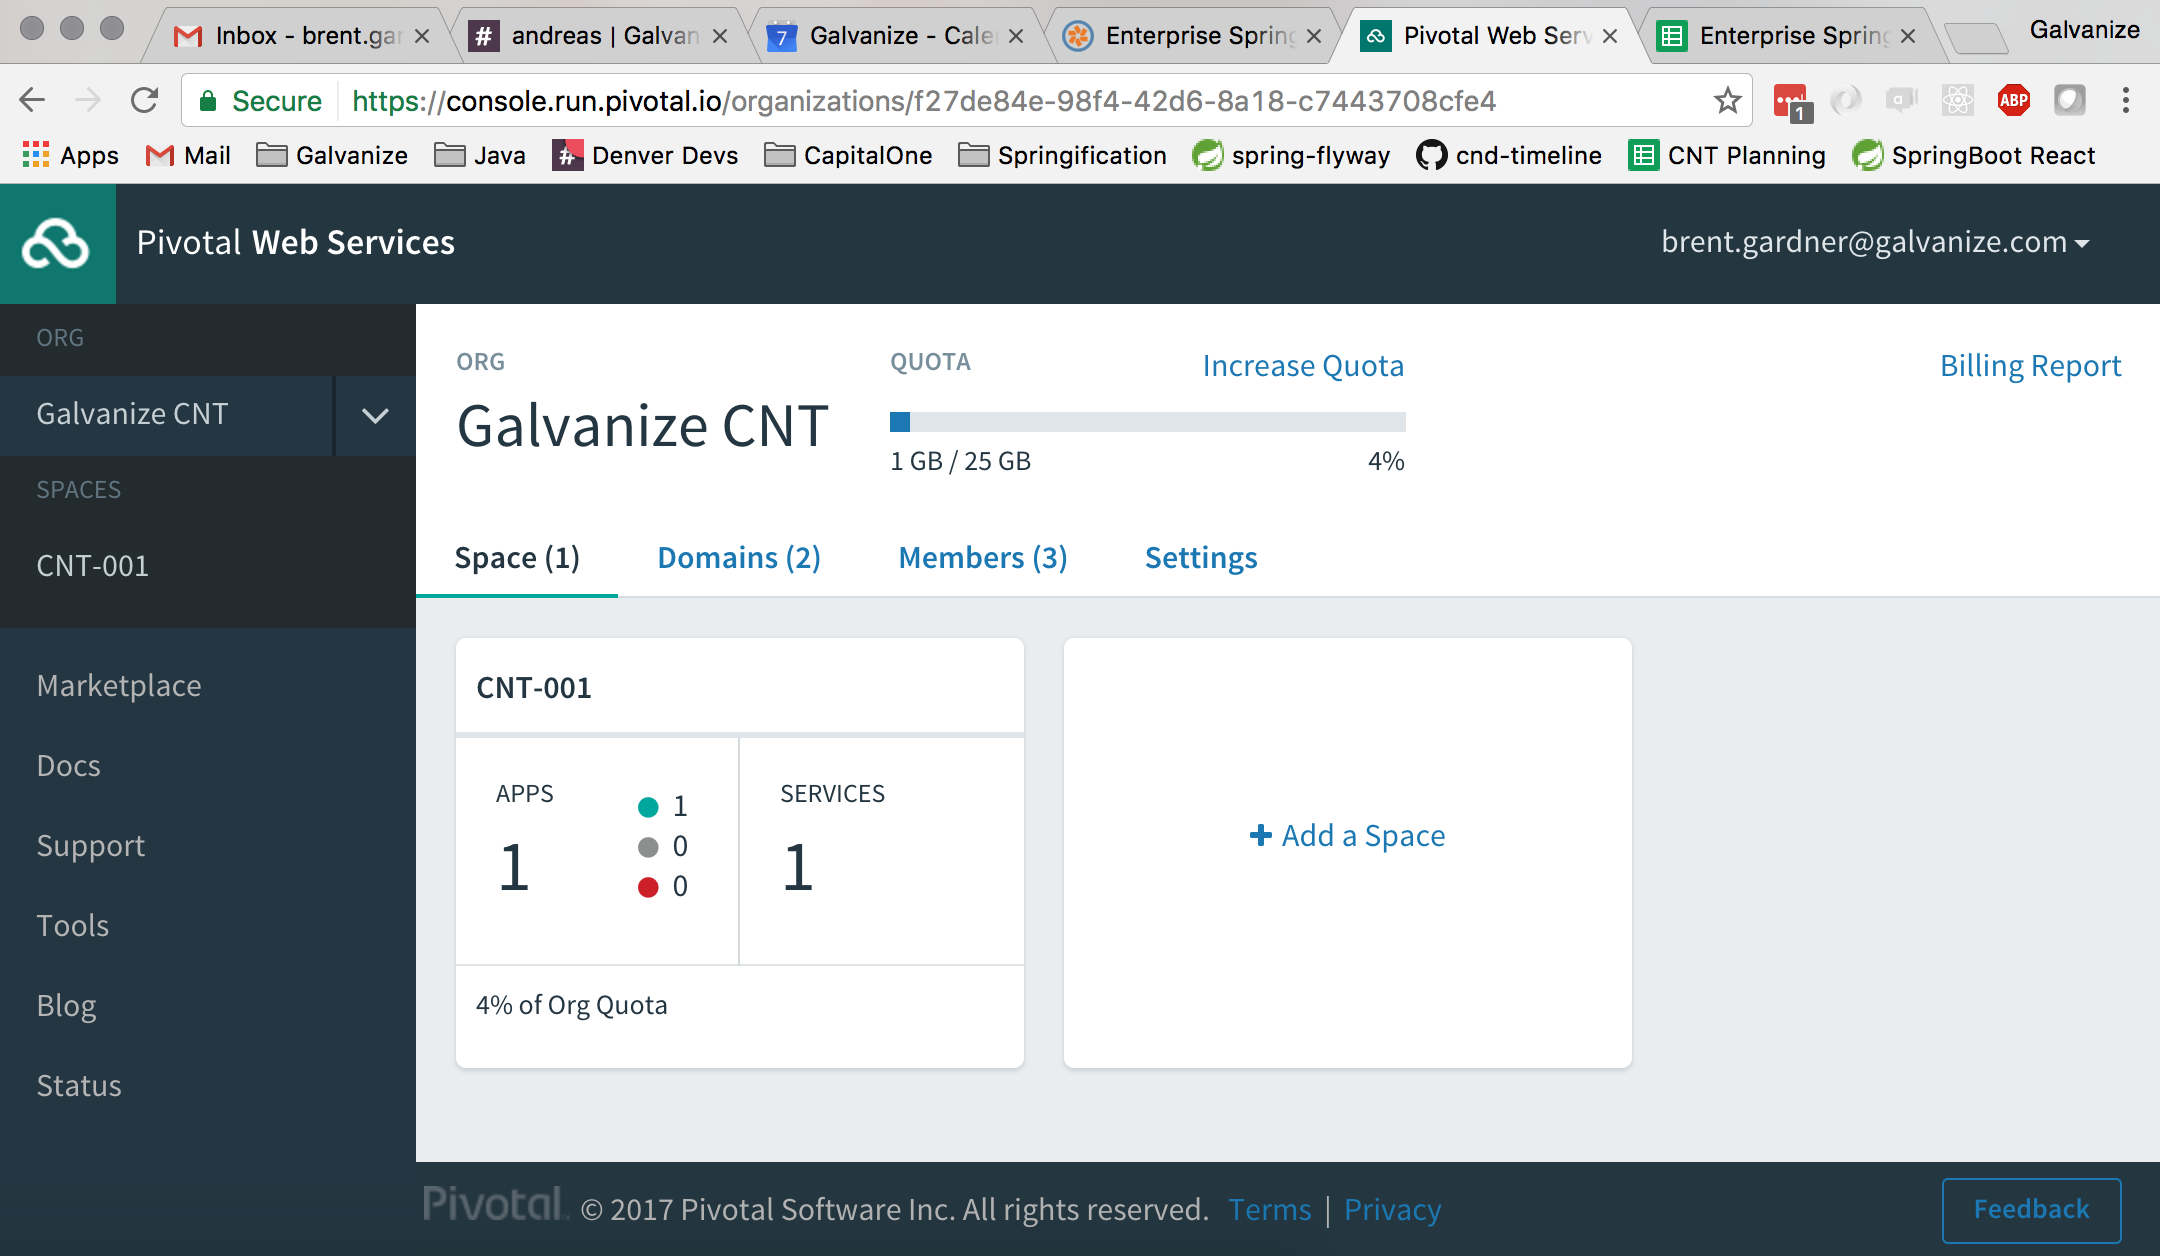 Inbox - brent.gar
# andreas | Galvan
7 Galvanize - Cale
Enterprise Spring
Pivotal Web Serv
Enterprise Spring
Galvanize
Secure https://console.run.pivotal.io/organizations/f27de84e-98f4-42d6-8a18-c7443708cfe4
1
a
ABP
Apps Mail Galvanize Java # Denver Devs CapitalOne Springification spring-flyway cnd-timeline CNT Planning SpringBoot React
Pivotal Web Services
brent.gardner@galvanize.com
ORG
Galvanize CNT
SPACES
CNT-001
Marketplace
Docs
Support
Tools
Blog
Status
ORG
Galvanize CNT
QUOTA
Increase Quota
1 GB / 25 GB
4%
Billing Report
Space (1)
Domains (2)
Members (3)
Settings
CNT-001
APPS
1
1
0
0
SERVICES
1
4% of Org Quota
+ Add a Space
Pivotal. © 2017 Pivotal Software Inc. All rights reserved. Terms | Privacy
Feedback